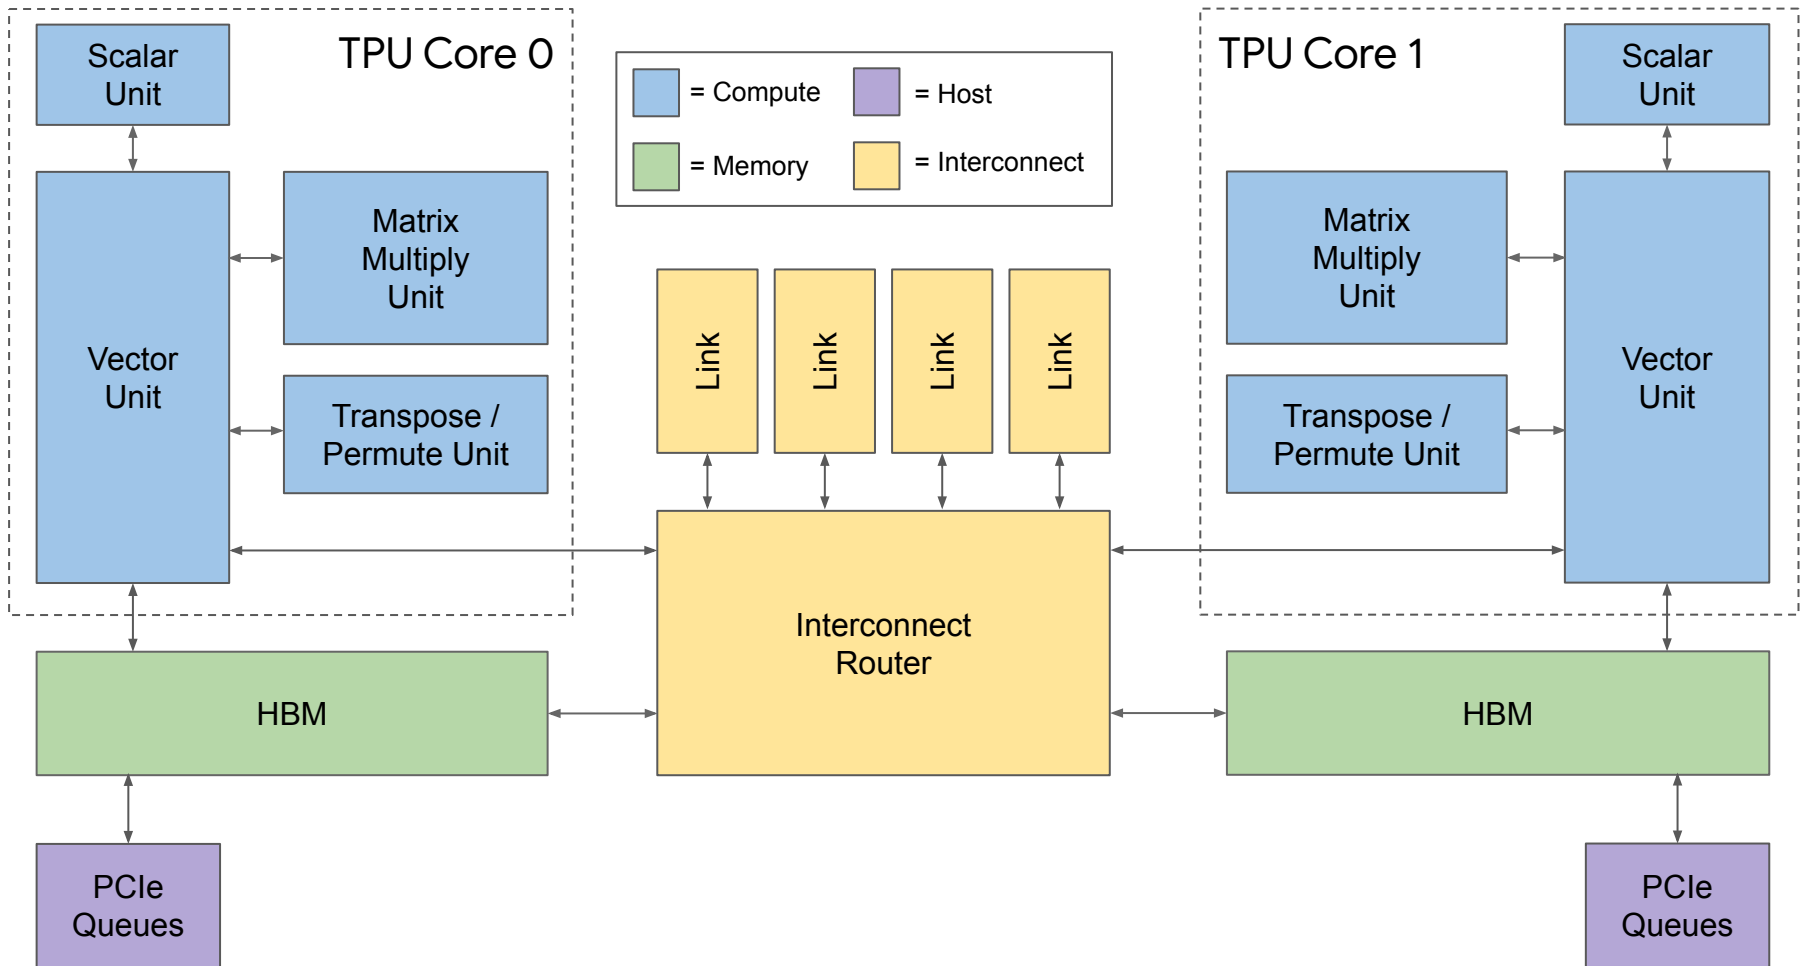 TPU Core 0
Scalar
Unit
Matrix
Multiply
Unit
Vector
Unit
Transpose /
Permute Unit
HBM
PCIe
Queues
= Compute
= Host
= Memory
= Interconnect
Link
Link
Link
Link
Interconnect
Router
TPU Core 1
Scalar
Unit
Matrix
Multiply
Unit
Vector
Unit
Transpose /
Permute Unit
HBM
PCIe
Queues